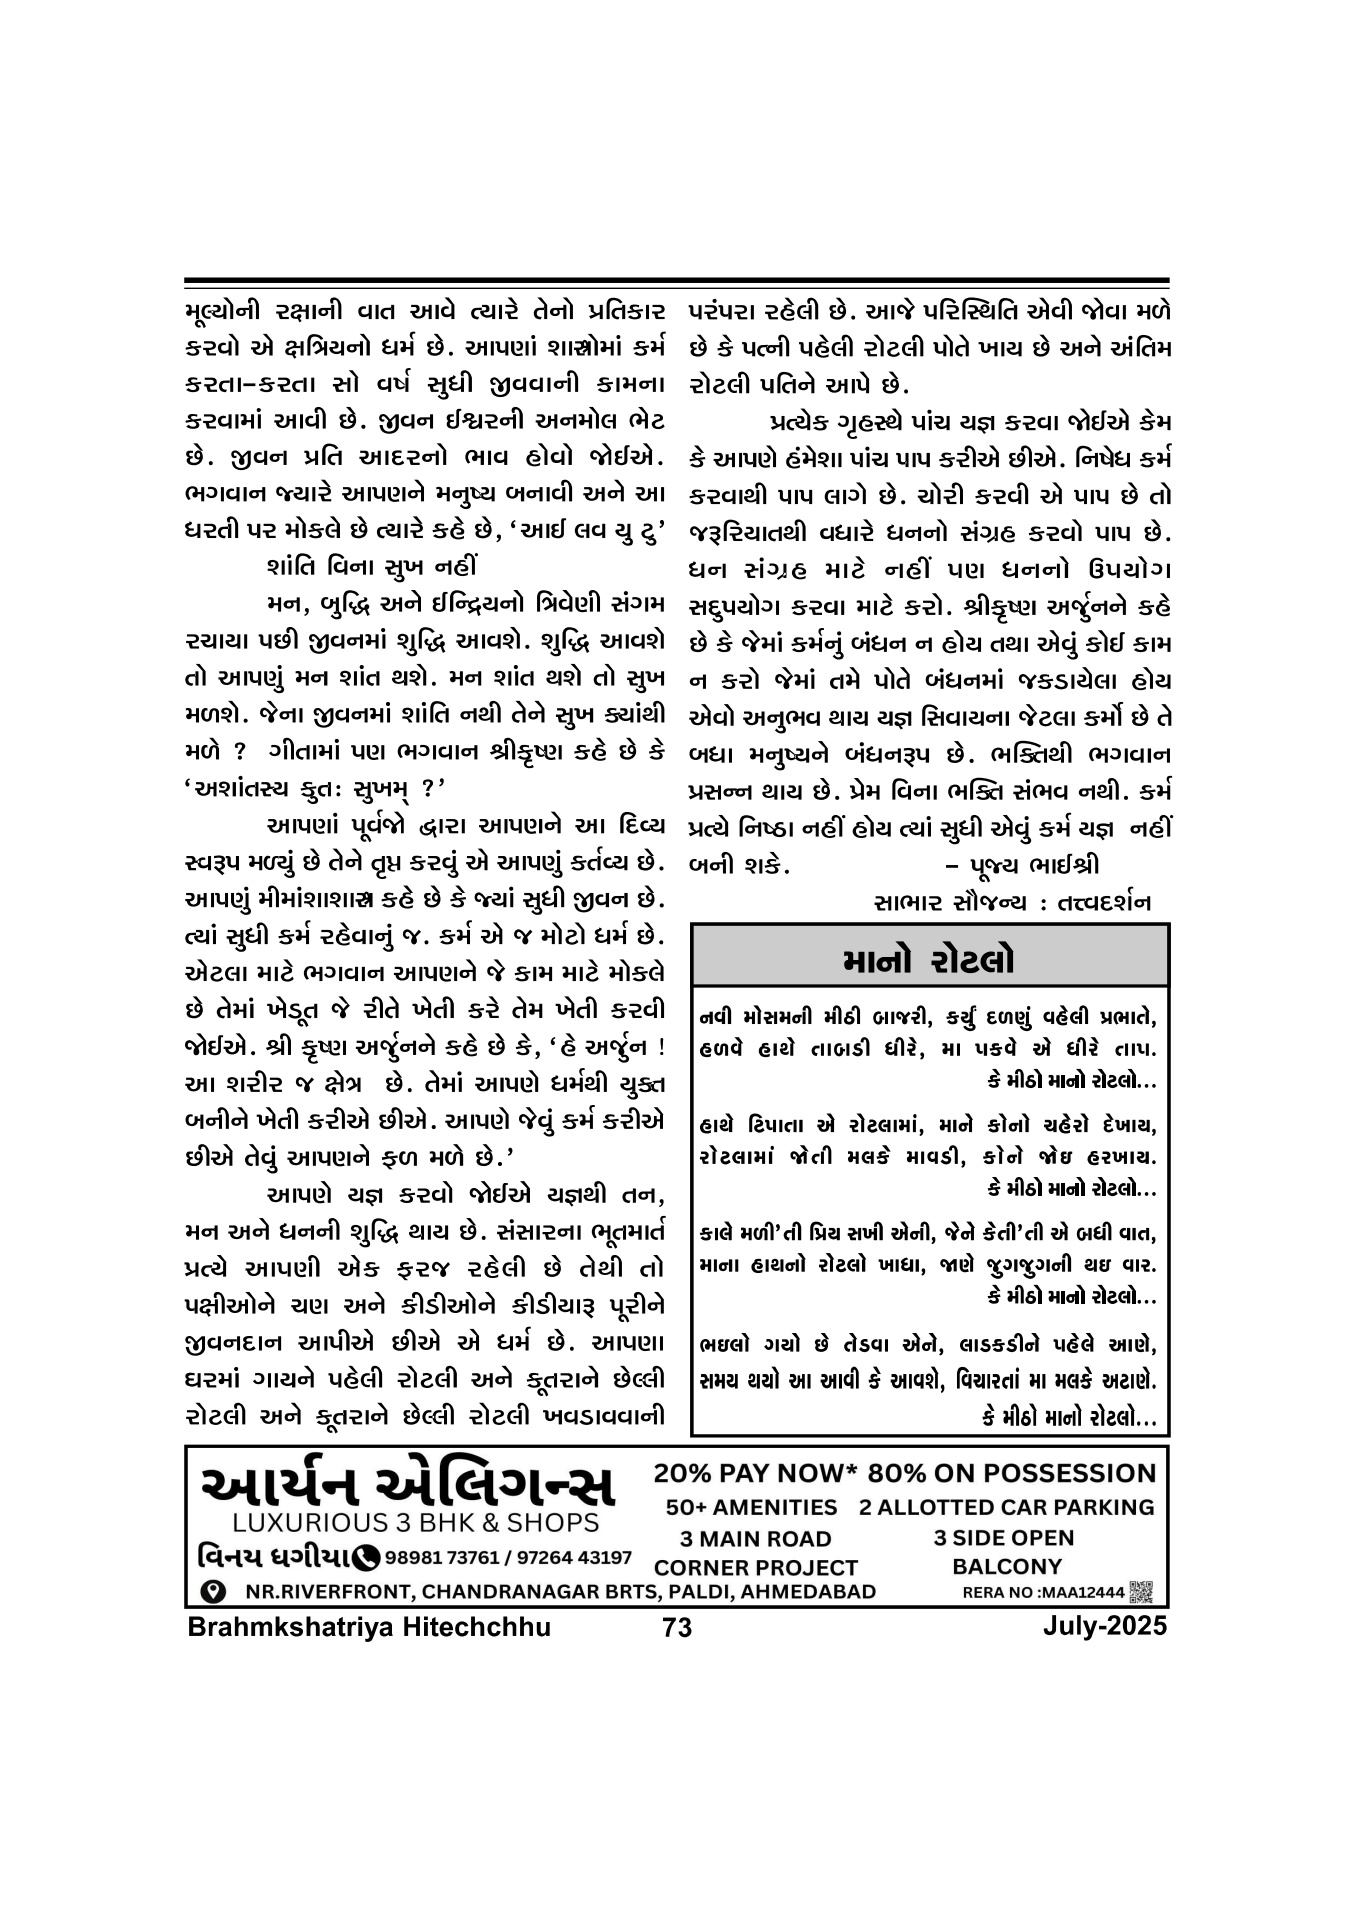 મૂલ્યોની રક્ષાની વાત આવે ત્યારે તેનો પ્રતિકાર
કરવો એ ક્ષત્રિયનો ધર્મ છે. આપણાં શાસ્ત્રોમાં કર્મ
કરતા–કરતા સો વર્ષ સુધી જીવવાની કામના
કરવામાં આવી છે. જીવન ઈશ્વરની અનમોલ ભેટ
છે. જીવન પ્રતિ આદરનો ભાવ હોવો જોઈએ.
ભગવાન જ્યારે આપણને મનુષ્ય બનાવી અને આ
ધરતી પર મોકલે છે ત્યારે કહે છે, ‘આઈ લવ યુ ટુ’
શાંતિ વિના સુખ નહીં
મન, બુદ્ધિ અને ઈન્દ્રિયનો ત્રિવેણી સંગમ
રચાયા પછી જીવનમાં શુદ્ધિ આવશે. શુદ્ધિ આવશે
તો આપણું મન શાંત થશે. મન શાંત થશે તો સુખ
મળશે. જેના જીવનમાં શાંતિ નથી તેને સુખ ક્યાંથી
મળે ? ગીતામાં પણ ભગવાન શ્રીકૃષ્ણ કહે છે કે
‘અશાંતસ્ય કુતઃ સુખમ્ ?’
આપણાં પૂર્વજો દ્વારા આપણને આ દિવ્ય
સ્વરૂપ મળ્યું છે તેને તૃપ્ત કરવું એ આપણું કર્તવ્ય છે.
આપણું મીમાંશાશાસ્ત્ર કહે છે કે જ્યાં સુધી જીવન છે.
ત્યાં સુધી કર્મ રહેવાનું જ. કર્મ એ જ મોટો ધર્મ છે.
એટલા માટે ભગવાન આપણને જે કામ માટે મોકલે
છે તેમાં ખેડૂત જે રીતે ખેતી કરે તેમ ખેતી કરવી
જોઈએ. શ્રી કૃષ્ણ અર્જુનને કહે છે કે, ‘હે અર્જુન !
આ શરીર જ ક્ષેત્ર છે. તેમાં આપણે ધર્મથી યુક્ત
બનીને ખેતી કરીએ છીએ. આપણે જેવું કર્મ કરીએ
છીએ તેવું આપણને ફળ મળે છે.’
આપણે યજ્ઞ કરવો જોઈએ યજ્ઞથી તન,
મન અને ધનની શુદ્ધિ થાય છે. સંસારના ભૂતમાર્ત
પ્રત્યે આપણી એક ફરજ રહેલી છે તેથી તો
પક્ષીઓને ચણ અને કીડીઓને કીડીયારૂ પૂરીને
જીવનદાન આપીએ છીએ એ ધર્મ છે. આપણા
ઘરમાં ગાયને પહેલી રોટલી અને કૂતરાને છેલ્લી
રોટલી અને કૂતરાને છેલ્લી રોટલી ખવડાવવાની
પરંપરા રહેલી છે. આજે પરિસ્થિતિ એવી જોવા મળે
છે કે પત્ની પહેલી રોટલી પોતે ખાય છે અને અંતિમ
રોટલી પતિને આપે છે.
પ્રત્યેક ગૃહસ્થે પાંચ યજ્ઞ કરવા જોઈએ કેમ
કે આપણે હંમેશા પાંચ પાપ કરીએ છીએ. નિષેધ કર્મ
કરવાથી પાપ લાગે છે. ચોરી કરવી એ પાપ છે તો
જરૂરિયાતથી વધારે ધનનો સંગ્રહ કરવો પાપ છે.
ધન સંગ્રહ માટે નહીં પણ ધનનો ઉપયોગ
સદુપયોગ કરવા માટે કરો. શ્રીકૃષ્ણ અર્જુનને કહે
છે કે જેમાં કર્મનું બંધન ન હોય તથા એવું કોઈ કામ
ન કરો જેમાં તમે પોતે બંધનમાં જકડાયેલા હોય
એવો અનુભવ થાય યજ્ઞ સિવાયના જેટલા કર્મો છે તે
બધા મનુષ્યને બંધનરૂપ છે. ભક્તિથી ભગવાન
પ્રસન્ન થાય છે. પ્રેમ વિના ભક્તિ સંભવ નથી. કર્મ
પ્રત્યે નિષ્ઠા નહીં હોય ત્યાં સુધી એવું કર્મ યજ્ઞ નહીં
બની શકે. – પૂજ્ય ભાઈશ્રી
સાભાર સૌજન્ય : તત્ત્વદર્શન
માનો રોટલો
નવી મોસમની મીઠી બાજરી, કર્યું દળણું વહેલી પ્રભાતે,
હળવે હાથે તાબડી ધીરે, મા પકવે એ ધીરે તાપ.
કે મીઠો માનો રોટલો...
હાથે ટિપાતા એ રોટલામાં, માને કોનો ચહેરો દેખાય,
રોટલામાં જોતી મલકે માવડી, કોને જોઇ હરખાય.
કે મીઠો માનો રોટલો...
કાલે મળી’તી પ્રિય સખી એની, જેને કેતી’તી એ બધી વાત,
માના હાથનો રોટલો ખાધા, જાણે જુગજુગની થઇ વાર.
કે મીઠો માનો રોટલો...
ભઇલો ગયો છે તેડવા એને, લાડકડીને પહેલે આણે,
સમય થયો આ આવી કે આવશે, વિચારતાં મા મલકે અટાણે.
કે મીઠો માનો રોટલો...
આર્યન એલિગન્સ
LUXURIOUS 3 BHK & SHOPS
વિનય ધગીયા 98981 73761 / 97264 43197
20% PAY NOW* 80% ON POSSESSION
50+ AMENITIES 2 ALLOTTED CAR PARKING
3 MAIN ROAD 3 SIDE OPEN
CORNER PROJECT BALCONY
NR.RIVERFRONT, CHANDRANAGAR BRTS, PALDI, AHMEDABAD RERA NO :MAA12444
Brahmkshatriya Hitechchhu 73 July-2025